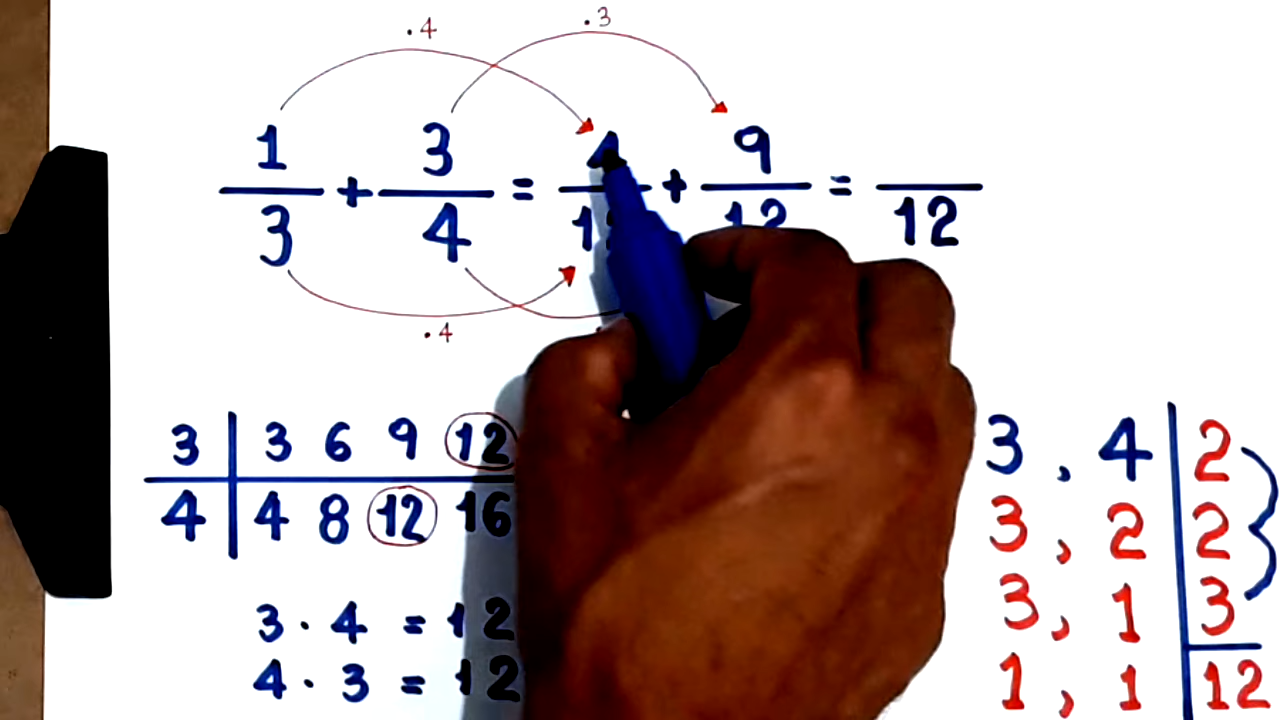 .4 .3
1/3 + 3/4 = /1 + 9/12 = /12
.4
3 | 3 6 9 12
4 | 4 8 12 16
3 . 4 = 12
4 . 3 = 12
3 , 4 | 2
3 , 2 | 2
3 , 1 | 3
1 , 1 | 12